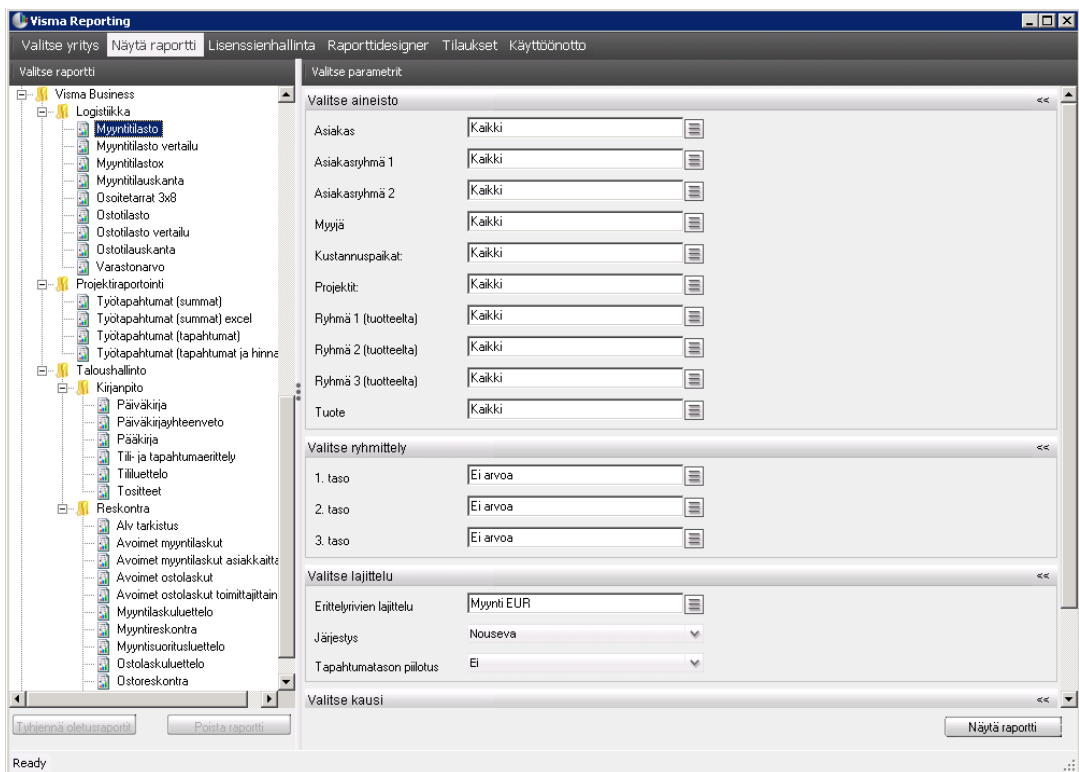 Visma Reporting
Valitse yritys Näytä raportti Lisenssienhallinta Raporttidesigner Tilaukset Käyttöönotto
Valitse raportti
Visma Business
Logistiikka
Myyntitilasto
Myyntitilasto vertailu
Myyntitilastox
Myyntitilauskanta
Osoitetarrat 3x8
Ostotilasto
Ostotilasto vertailu
Ostotilauskanta
Varastonarvo
Projektiraportointi
Työtapahtumat (summat)
Työtapahtumat (summat) excel
Työtapahtumat (tapahtumat)
Työtapahtumat (tapahtumat ja hinna
Taloushallinto
Kirjanpito
Päiväkirja
Päiväkirjayhteenveto
Pääkirja
Tili- ja tapahtumaerittely
Tililuettelo
Tositteet
Reskontra
Alv tarkistus
Avoimet myyntilaskut
Avoimet myyntilaskut asiakkaitta
Avoimet ostolaskut
Avoimet ostolaskut toimittajittain
Myyntilaskuluettelo
Myyntireskontra
Myyntisuoritusluettelo
Ostolaskuluettelo
Ostoreskontra
Tyhjennä oletusraportit Poista raportti
Valitse parametrit
Valitse aineisto <<
Asiakas Kaikki
Asiakasryhmä 1 Kaikki
Asiakasryhmä 2 Kaikki
Myyjä Kaikki
Kustannuspaikat: Kaikki
Projektit: Kaikki
Ryhmä 1 (tuotteelta) Kaikki
Ryhmä 2 (tuotteelta) Kaikki
Ryhmä 3 (tuotteelta) Kaikki
Tuote Kaikki
Valitse ryhmittely <<
1. taso Ei arvoa
2. taso Ei arvoa
3. taso Ei arvoa
Valitse lajittelu <<
Erittelyrivien lajittelu Myynti EUR
Järjestys Nouseva
Tapahtumatason piilotus Ei
Valitse kausi <<
Näytä raportti
Ready